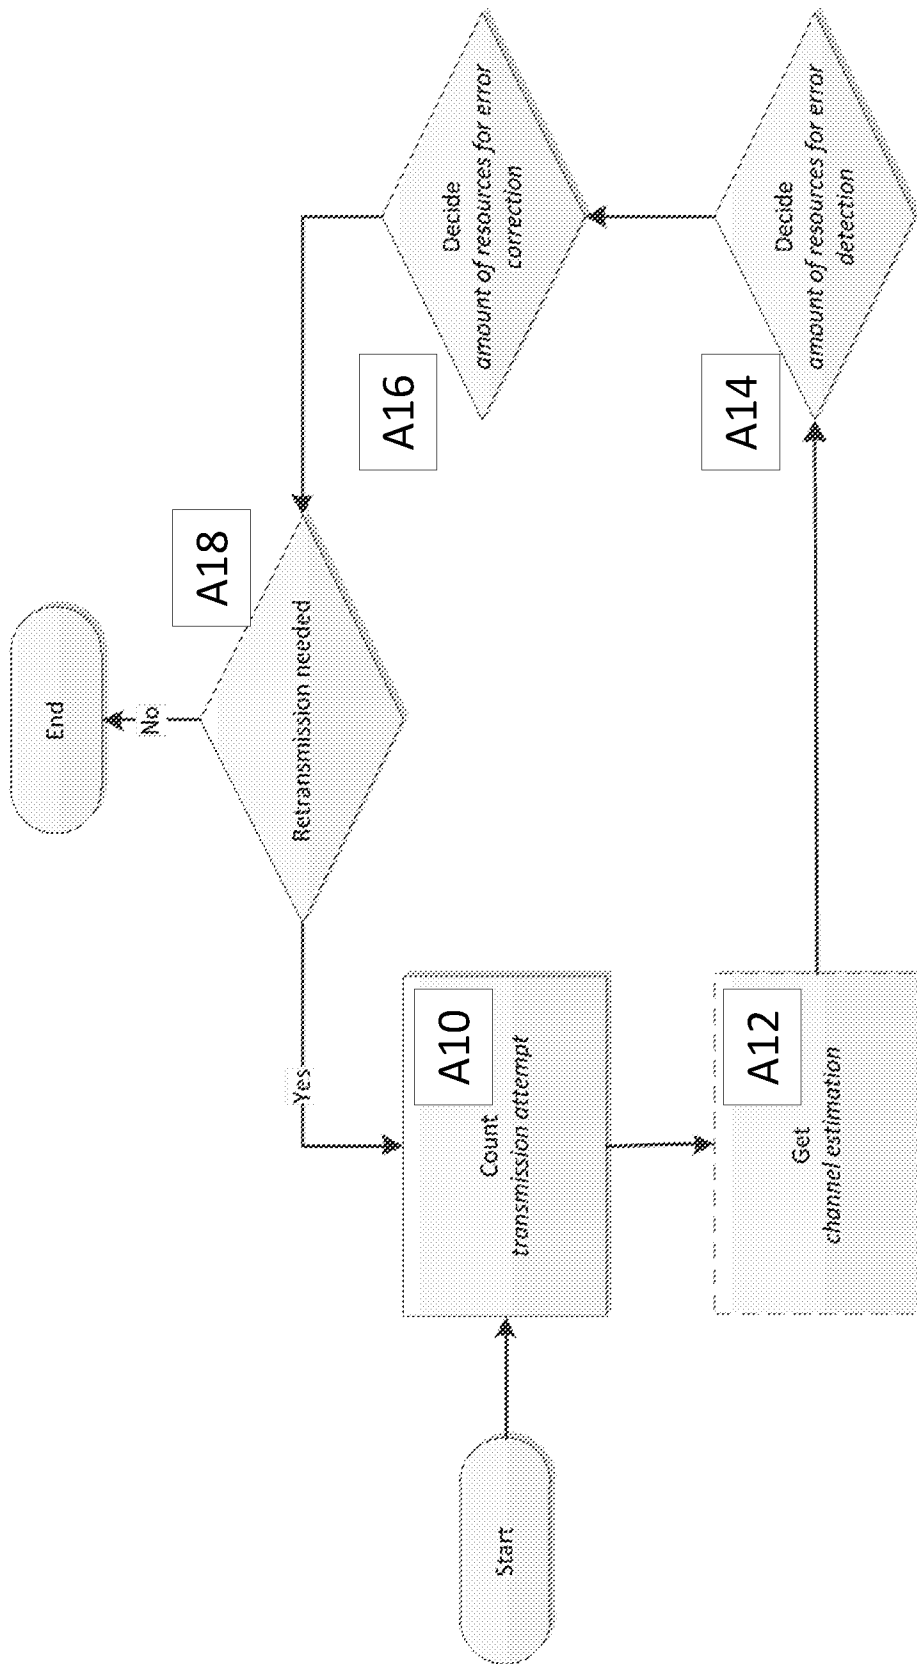 Start
Count
transmission attempt
A10
Get
channel estimation
A12
Decide
amount of resources for error
detection
A14
Decide
amount of resources for error
correction
A16
Retransmission needed
A18
Yes
No
End